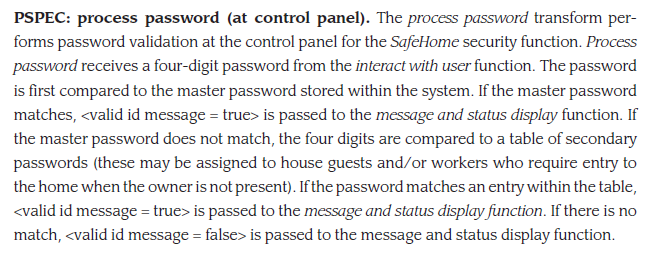 PSPEC: process password (at control panel). The process password transform per-
forms password validation at the control panel for the SafeHome security function. Process
password receives a four-digit password from the interact with user function. The password
is first compared to the master password stored within the system. If the master password
matches, <valid id message = true> is passed to the message and status display function. If
the master password does not match, the four digits are compared to a table of secondary
passwords (these may be assigned to house guests and/or workers who require entry to
the home when the owner is not present). If the password matches an entry within the table,
<valid id message = true> is passed to the message and status display function. If there is no
match, <valid id message = false> is passed to the message and status display function.